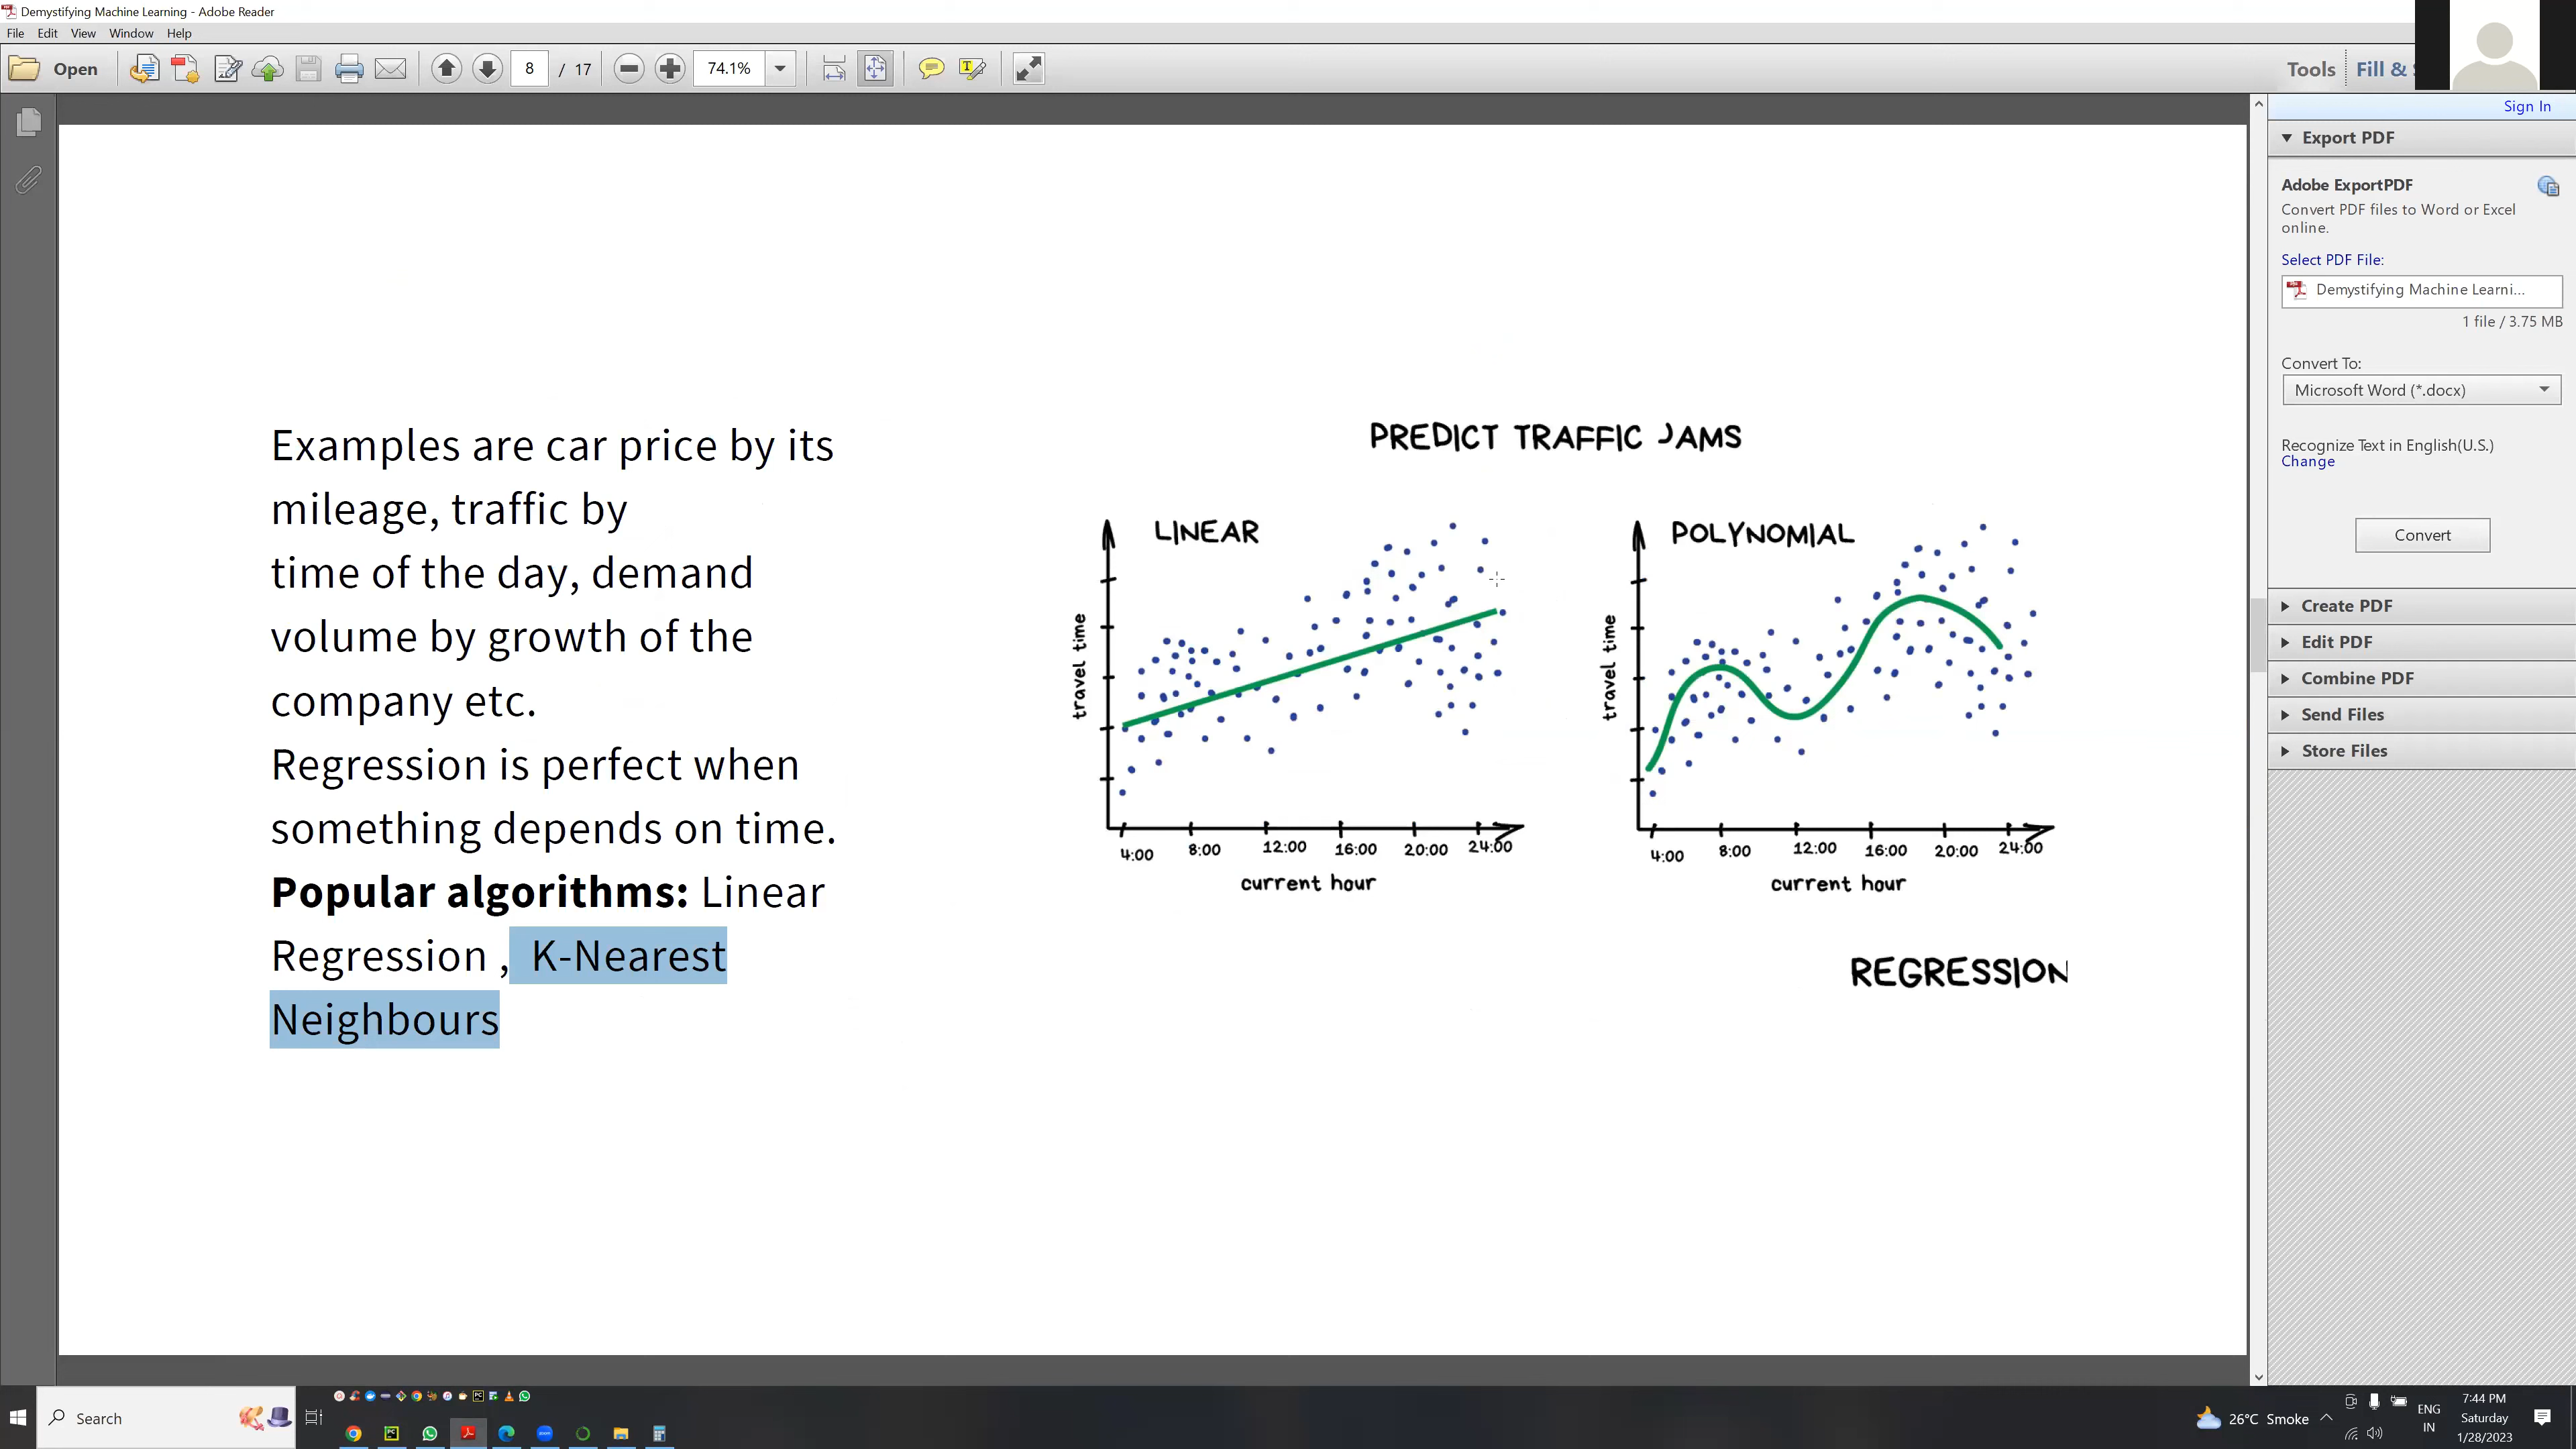 Demystifying Machine Learning - Adobe Reader
File Edit View Window Help
Open 8 / 17 74.1% Tools Fill &
Sign In
Export PDF
Adobe ExportPDF
Convert PDF files to Word or Excel
online.
Select PDF File:
Demystifying Machine Learni...
1 file / 3.75 MB
Convert To:
Microsoft Word (*.docx)
Recognize Text in English(U.S.)
Change
Convert
Create PDF
Edit PDF
Combine PDF
Send Files
Store Files
Examples are car price by its
mileage, traffic by
time of the day, demand
volume by growth of the
company etc.
Regression is perfect when
something depends on time.
Popular algorithms: Linear
Regression , K-Nearest
Neighbours
PREDICT TRAFFIC JAMS
LINEAR
travel time
4:00 8:00 12:00 16:00 20:00 24:00
current hour
POLYNOMIAL
travel time
4:00 8:00 12:00 16:00 20:00 24:00
current hour
REGRESSION
Search
26°C Smoke
ENG
IN
7:44 PM
Saturday
1/28/2023